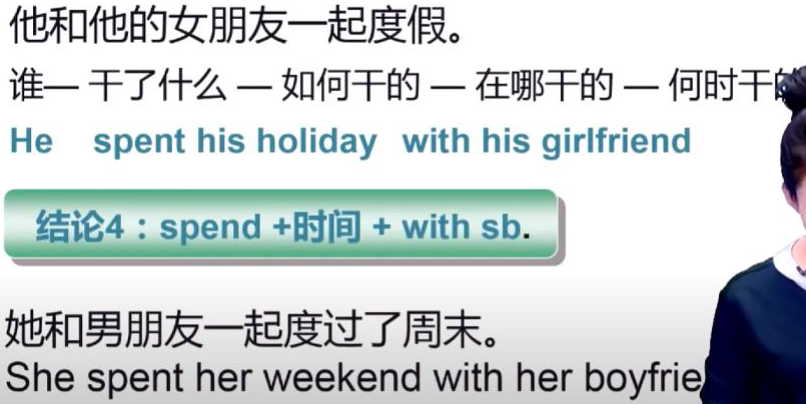 他和他的女朋友一起度假。
谁— 干了什么 — 如何干的 — 在哪干的 — 何时干的
He spent his holiday with his girlfriend
结论4：spend +时间 + with sb.
她和男朋友一起度过了周末。
She spent her weekend with her boyfrie